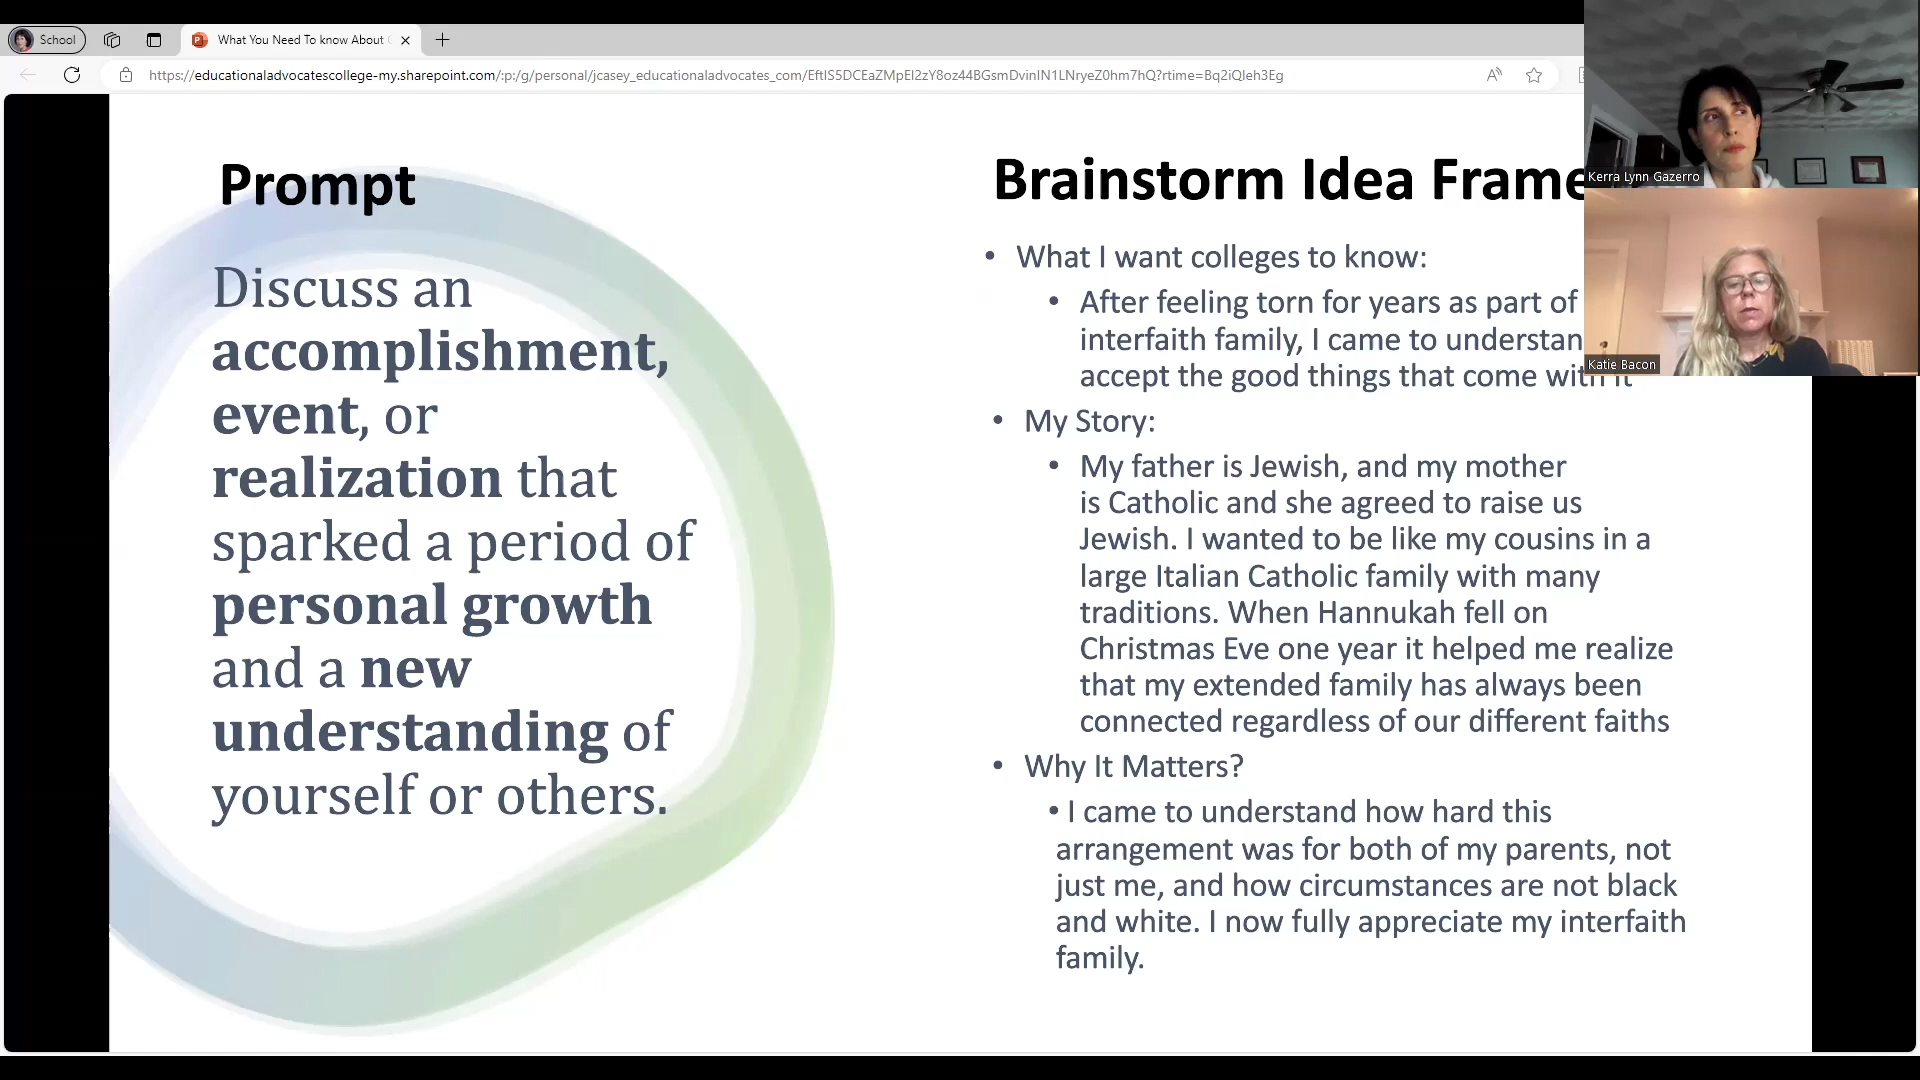 School
What You Need To know About
https://educationaladvocatescollege-my.sharepoint.com/:p:/g/personal/jcasey_educationaladvocates_com/EftIS5DCEaZMpEI2zY8oz44BGsmDvinIN1LNryeZ0hm7hQ?rtime=Bq2iQIeh3Eg
Prompt
Discuss an
accomplishment,
event, or
realization that
sparked a period of
personal growth
and a new
understanding of
yourself or others.
Brainstorm Idea Frame
• What I want colleges to know:
• After feeling torn for years as part of
interfaith family, I came to understan
accept the good things that come with it
• My Story:
• My father is Jewish, and my mother
is Catholic and she agreed to raise us
Jewish. I wanted to be like my cousins in a
large Italian Catholic family with many
traditions. When Hannukah fell on
Christmas Eve one year it helped me realize
that my extended family has always been
connected regardless of our different faiths
• Why It Matters?
• I came to understand how hard this
arrangement was for both of my parents, not
just me, and how circumstances are not black
and white. I now fully appreciate my interfaith
family.
Kerra Lynn Gazerro
Katie Bacon